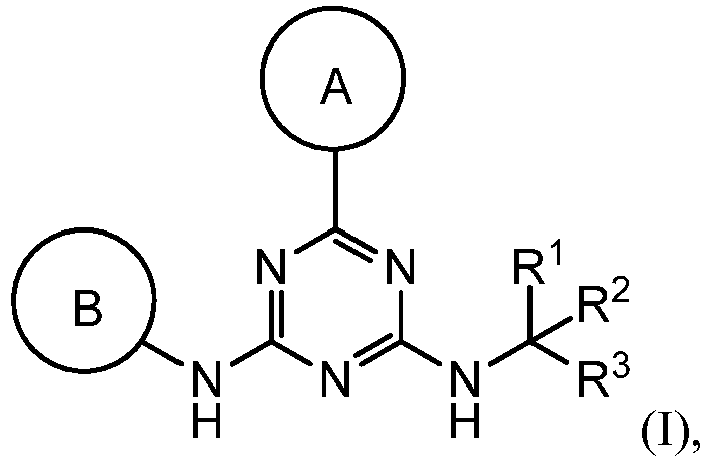 A
N N R¹
B R² 
N N N R³
H H
(I),